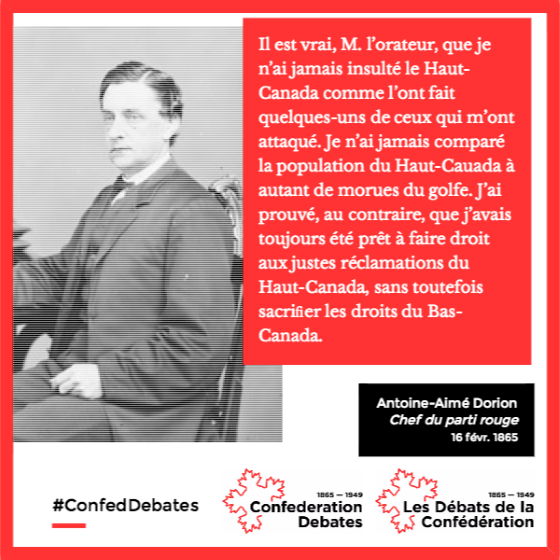 Il est vrai, M. l’orateur, que je
n’ai jamais insulté le Haut-
Canada comme l’ont fait
quelques-uns de ceux qui m’ont
attaqué. Je n’ai jamais comparé
la population du Haut-Cauada à
autant de morues du golfe. J’ai
prouvé, au contraire, que j’avais
toujours été prêt à faire droit
aux justes réclamations du
Haut-Canada, sans toutefois
sacrifier les droits du Bas-
Canada.
Antoine-Aimé Dorion
Chef du parti rouge
16 févr. 1865
#ConfedDebates
1865 — 1949
Confederation
Debates
1865 — 1949
Les Débats de la
Confédération